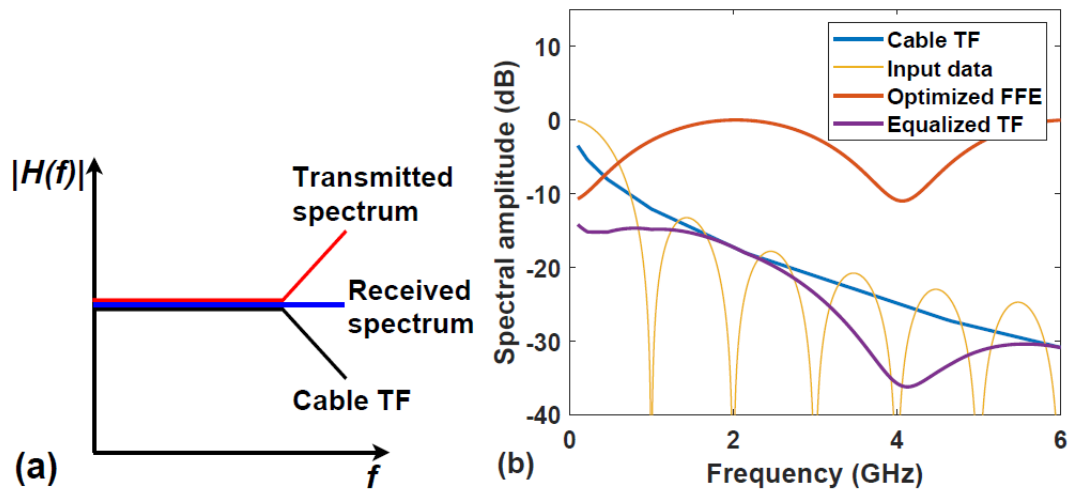 |H(f)|
Transmitted
spectrum
Received
spectrum
Cable TF
f
(a)
Spectral amplitude (dB)
10
0
-10
-20
-30
-40
0
2
4
6
Frequency (GHz)
(b)
Cable TF
Input data
Optimized FFE
Equalized TF